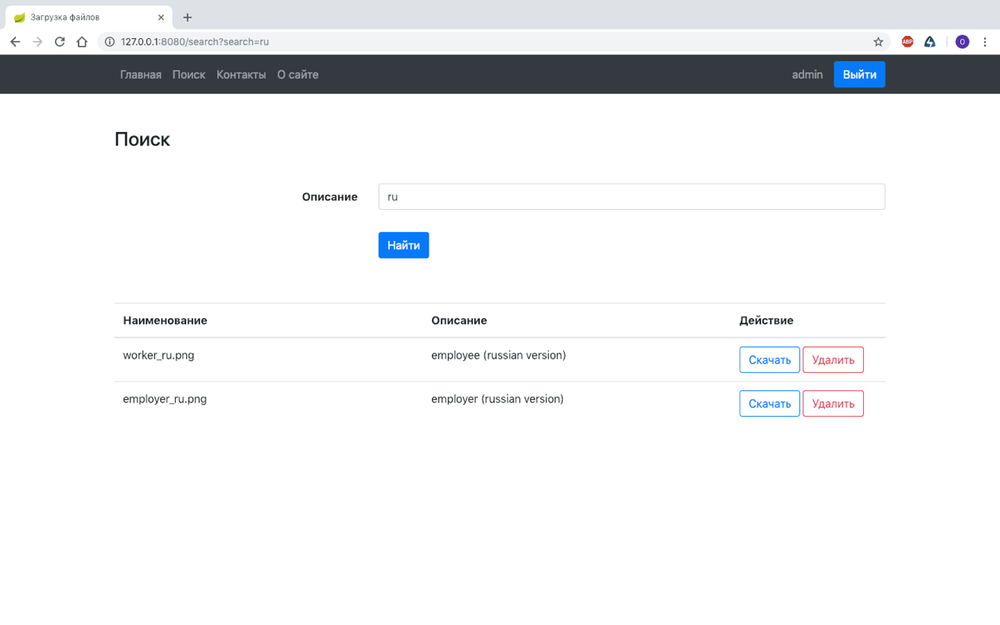 Загрузка файлов
127.0.0.1:8080/search?search=ru
ABP
O
Главная Поиск Контакты О сайте admin Выйти
Поиск
Описание ru
Найти
Наименование Описание Действие
worker_ru.png employee (russian version) Скачать Удалить
employer_ru.png employer (russian version) Скачать Удалить